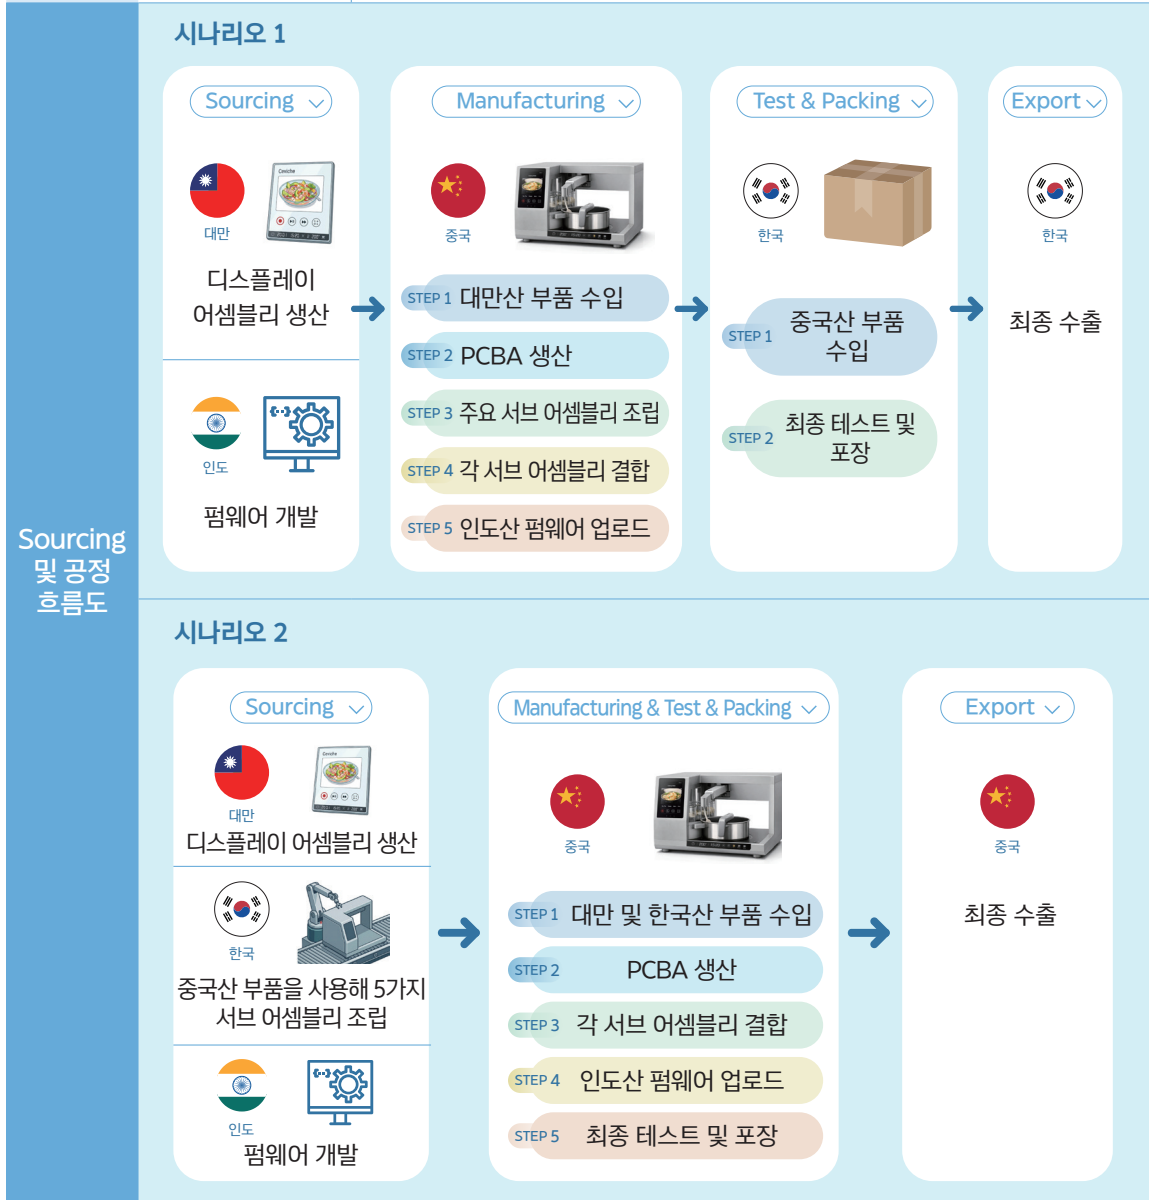 Sourcing
및 공정
흐름도
시나리오 1
Sourcing
대만
디스플레이
어셈블리 생산
인도
펌웨어 개발
Manufacturing
중국
STEP 1 대만산 부품 수입
STEP 2 PCBA 생산
STEP 3 주요 서브 어셈블리 조립
STEP 4 각 서브 어셈블리 결합
STEP 5 인도산 펌웨어 업로드
Test & Packing
한국
STEP 1 중국산 부품
수입
STEP 2 최종 테스트 및
포장
Export
한국
최종 수출
시나리오 2
Sourcing
Ceviche
대만
디스플레이 어셈블리 생산
한국
중국산 부품을 사용해 5가지
서브 어셈블리 조립
인도
펌웨어 개발
Manufacturing & Test & Packing
중국
STEP 1 대만 및 한국산 부품 수입
STEP 2 PCBA 생산
STEP 3 각 서브 어셈블리 결합
STEP 4 인도산 펌웨어 업로드
STEP 5 최종 테스트 및 포장
Export
중국
최종 수출